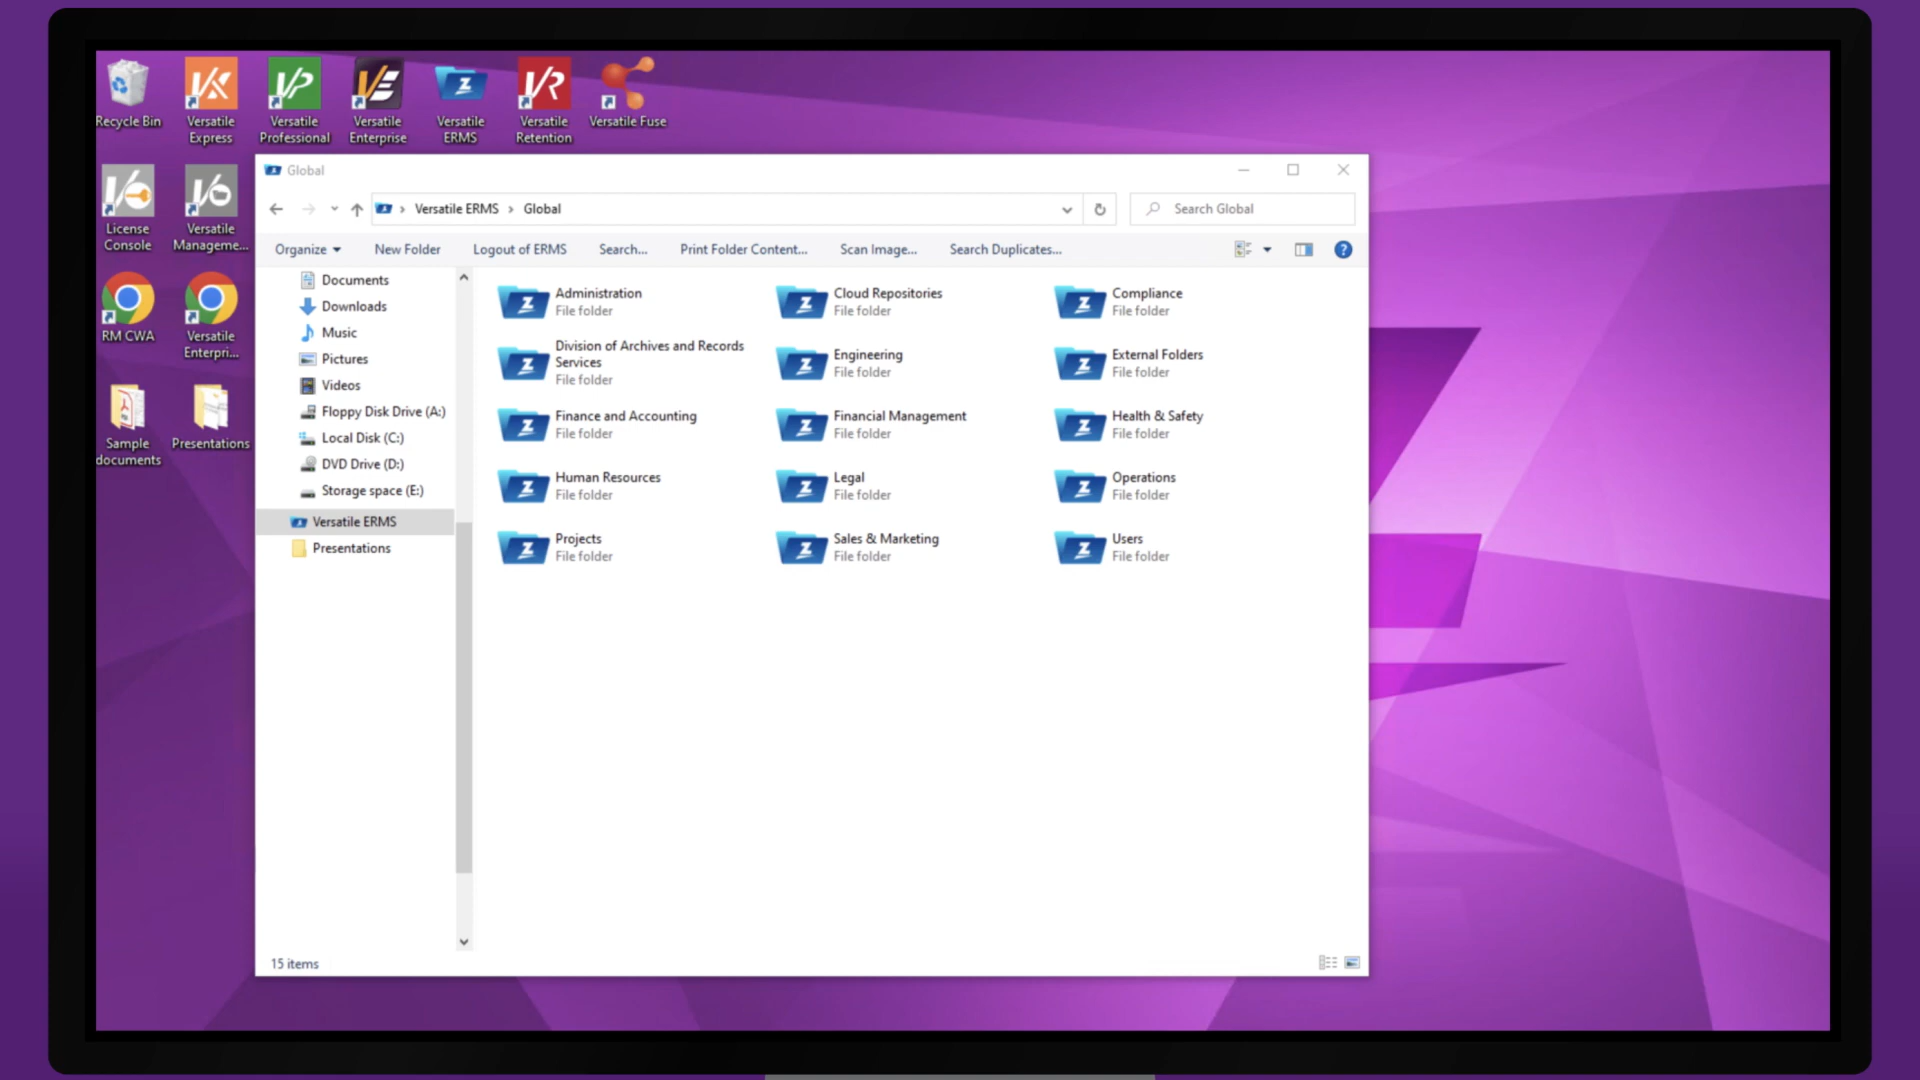 Recycle Bin
Versatile
Express
Versatile
Professional
Versatile
Enterprise
Versatile
ERMS
Versatile
Retention
Versatile Fuse
License
Console
Versatile
Manageme...
RM CWA
Versatile
Enterpri...
Sample
documents
Presentations
Global
Versatile ERMS > Global
Search Global
Organize
New Folder
Logout of ERMS
Search...
Print Folder Content...
Scan Image...
Search Duplicates...
Documents
Downloads
Music
Pictures
Videos
Floppy Disk Drive (A:)
Local Disk (C:)
DVD Drive (D:)
Storage space (E:)
Versatile ERMS
Presentations
Administration
File folder
Cloud Repositories
File folder
Compliance
File folder
Division of Archives and Records
Services
File folder
Engineering
File folder
External Folders
File folder
Finance and Accounting
File folder
Financial Management
File folder
Health & Safety
File folder
Human Resources
File folder
Legal
File folder
Operations
File folder
Projects
File folder
Sales & Marketing
File folder
Users
File folder
15 items